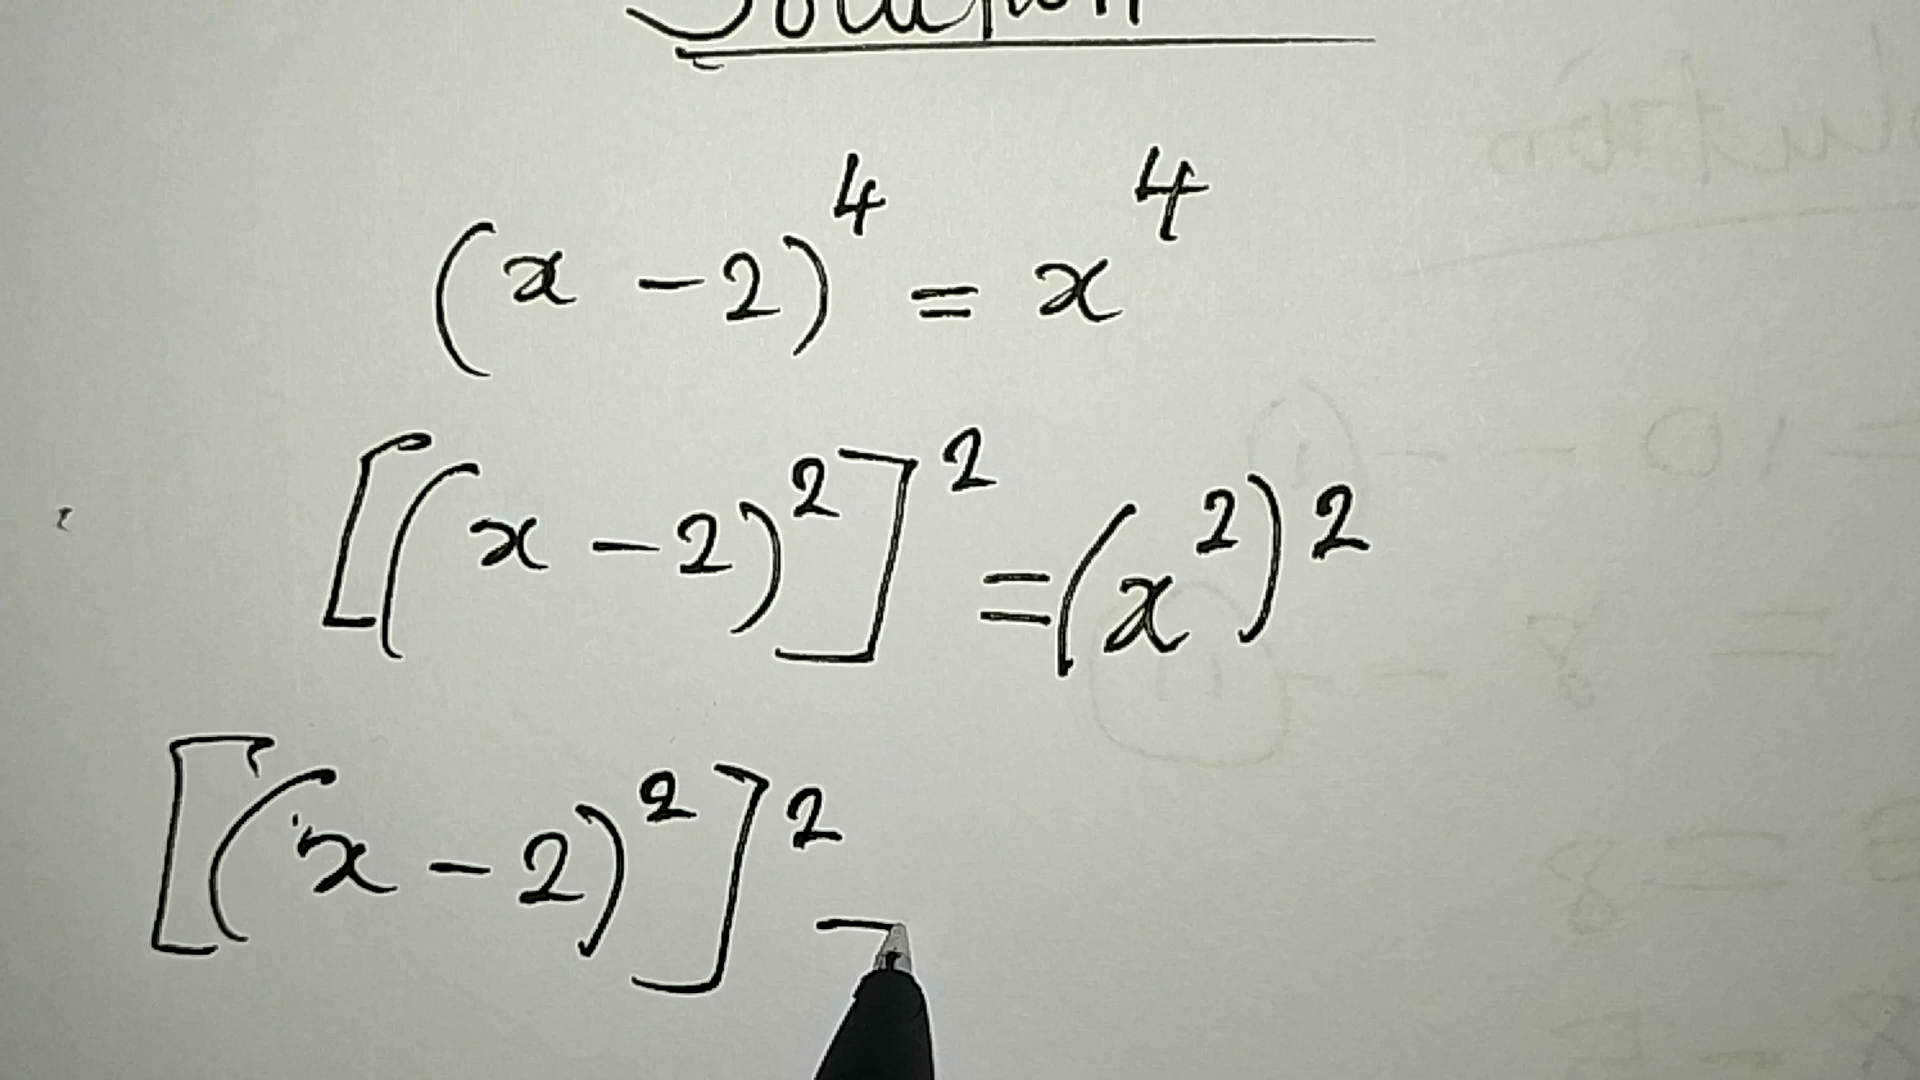 Solution
(x - 2)^4 = x^4
[(x - 2)^2]^2 = (x^2)^2
[(x - 2)^2]^2 -